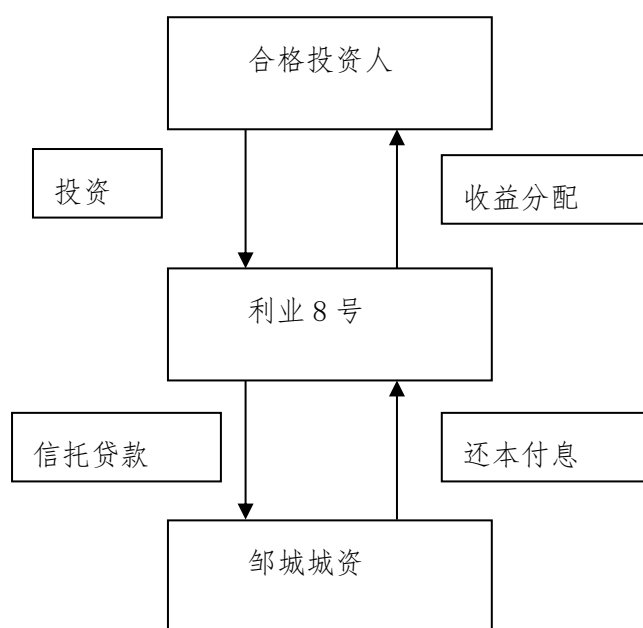 合格投资人
投资
收益分配
利业 8 号
信托贷款
还本付息
邹城城资